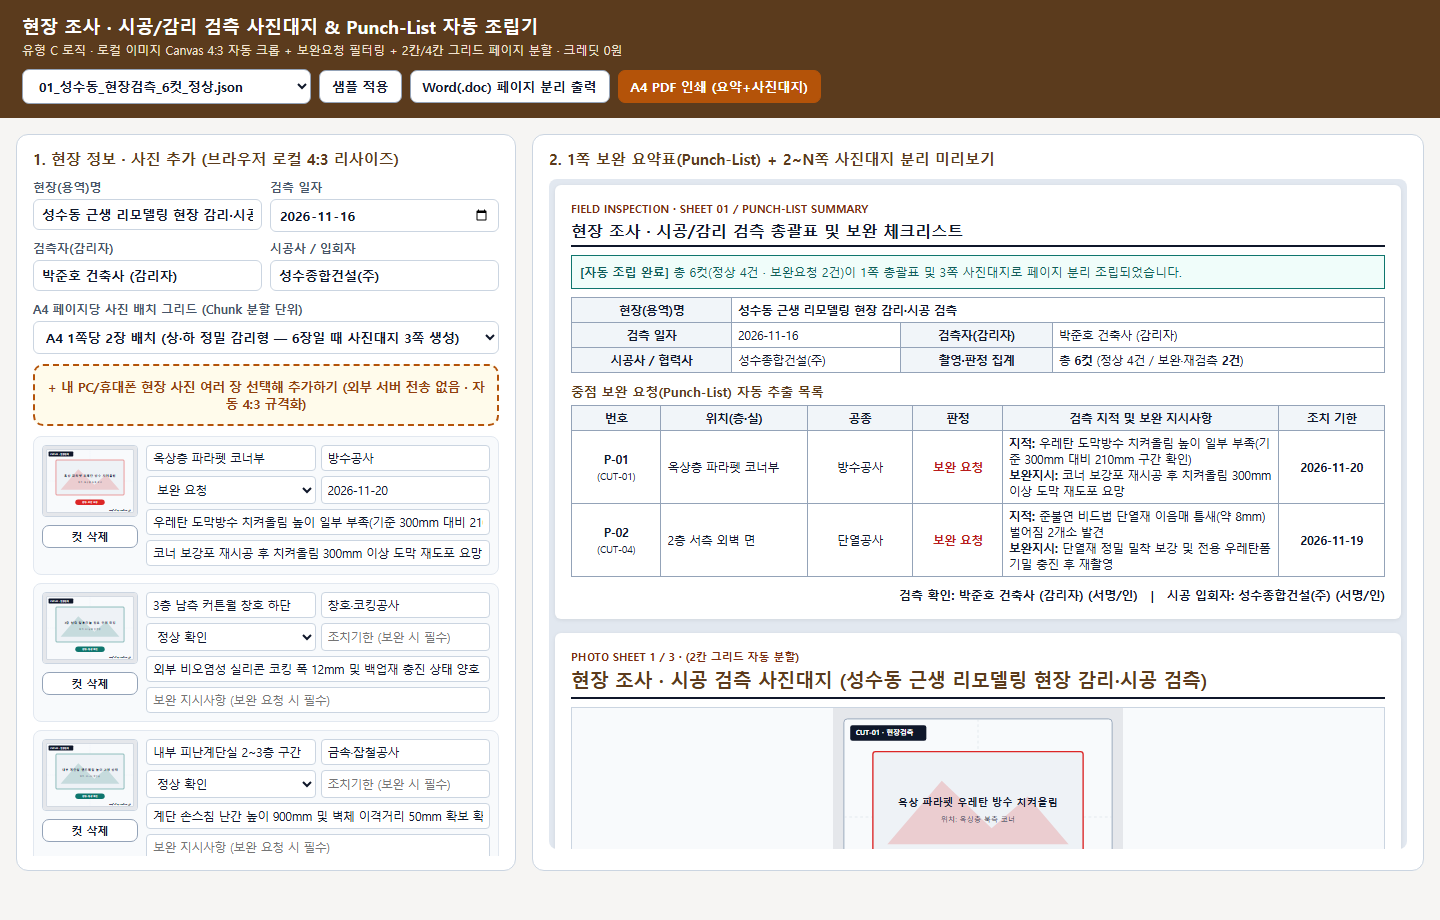 현장 조사 · 시공/감리 검측 사진대지 & Punch-List 자동 조립기
유형 C 로직 · 로컬 이미지 Canvas 4:3 자동 크롭 + 보완요청 필터링 + 2칸/4칸 그리드 페이지 분할 · 크레딧 0원
01_성수동_현장검측_6컷_정상.json
샘플 적용
Word(.doc) 페이지 분리 출력
A4 PDF 인쇄 (요약+사진대지)
1. 현장 정보 · 사진 추가 (브라우저 로컬 4:3 리사이즈)
현장(용역)명
검측 일자
성수동 근생 리모델링 현장 감리·시공
2026-11-16
검측자(감리자)
시공사 / 입회자
박준호 건축사 (감리자)
성수종합건설(주)
A4 페이지당 사진 배치 그리드 (Chunk 분할 단위)
A4 1쪽당 2장 배치 (상·하 정밀 감리형 — 6장일 때 사진대지 3쪽 생성)
+ 내 PC/휴대폰 현장 사진 여러 장 선택해 추가하기 (외부 서버 전송 없음 · 자
동 4:3 규격화)
옥상층 파라펫 코너부
방수공사
보완 요청
2026-11-20
컷 삭제
우레탄 도막방수 치켜올림 높이 일부 부족(기준 300mm 대비 21
코너 보강포 재시공 후 치켜올림 300mm 이상 도막 재도포 요망
3층 남측 커튼월 창호 하단
창호·코킹공사
정상 확인
조치기한 (보완 시 필수)
컷 삭제
외부 비오염성 실리콘 코킹 폭 12mm 및 백업재 충진 상태 양호
보완 지시사항 (보완 요청 시 필수)
내부 피난계단실 2~3층 구간
금속·잡철공사
정상 확인
조치기한 (보완 시 필수)
컷 삭제
계단 손스침 난간 높이 900mm 및 벽체 이격거리 50mm 확보 확
보완 지시사항 (보완 요청 시 필수)
2. 1쪽 보완 요약표(Punch-List) + 2~N쪽 사진대지 분리 미리보기
FIELD INSPECTION · SHEET 01 / PUNCH-LIST SUMMARY
현장 조사 · 시공/감리 검측 총괄표 및 보완 체크리스트
[자동 조립 완료] 총 6컷(정상 4건 · 보완요청 2건)이 1쪽 총괄표 및 3쪽 사진대지로 페이지 분리 조립되었습니다.
현장(용역)명
성수동 근생 리모델링 현장 감리·시공 검측
검측 일자
2026-11-16
검측자(감리자)
박준호 건축사 (감리자)
시공사 / 협력사
성수종합건설(주)
촬영·판정 집계
총 6컷 (정상 4건 / 보완·재검측 2건)
중점 보완 요청(Punch-List) 자동 추출 목록
번호
위치(층·실)
공종
판정
검측 지적 및 보완 지시사항
조치 기한
P-01
(CUT-01)
옥상층 파라펫 코너부
방수공사
보완 요청
지적: 우레탄 도막방수 치켜올림 높이 일부 부족(기
준 300mm 대비 210mm 구간 확인)
보완지시: 코너 보강포 재시공 후 치켜올림 300mm
이상 도막 재도포 요망
2026-11-20
P-02
(CUT-04)
2층 서측 외벽 면
단열공사
보완 요청
지적: 준불연 비드법 단열재 이음매 틈새(약 8mm)
벌어짐 2개소 발견
보완지시: 단열재 정밀 밀착 보강 및 전용 우레탄폼
기밀 충진 후 재촬영
2026-11-19
검측 확인: 박준호 건축사 (감리자) (서명/인) | 시공 입회자: 성수종합건설(주) (서명/인)
PHOTO SHEET 1 / 3 · (2칸 그리드 자동 분할)
현장 조사 · 시공 검측 사진대지 (성수동 근생 리모델링 현장 감리·시공 검측)
CUT-01 · 현장검측
옥상 파라펫 우레탄 방수 치켜올림
위치: 옥상층 북측 코너